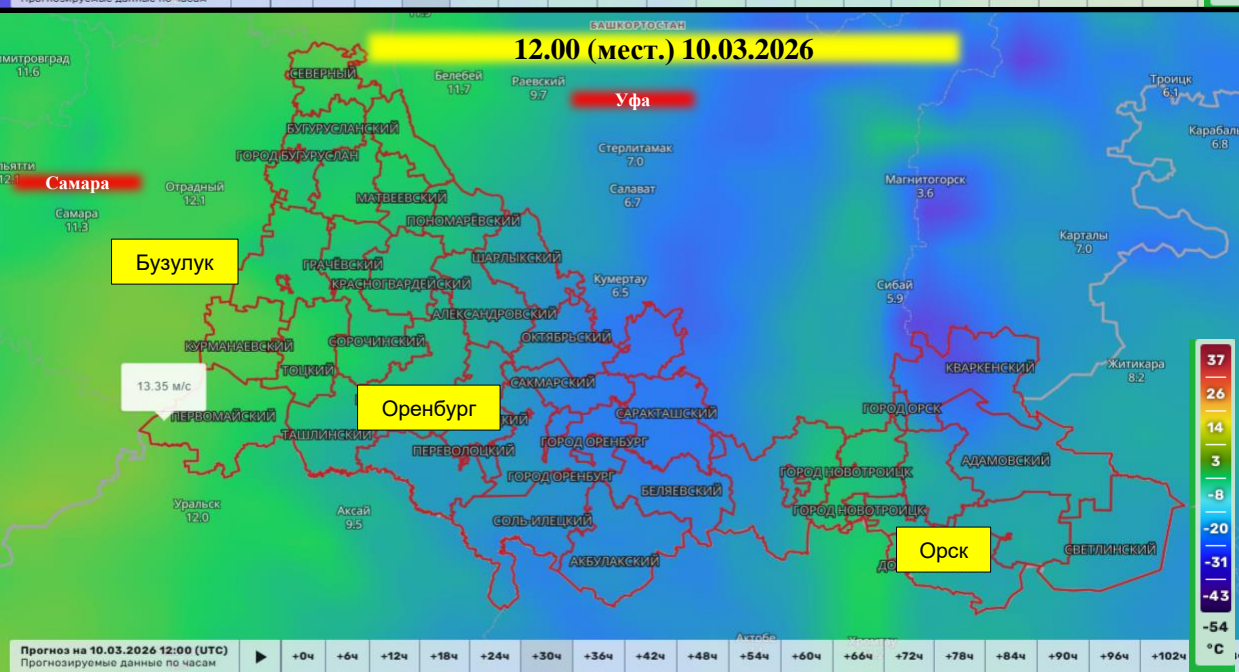 Прогнозируемые данные по часам
БАШКОРТОСТАН
12.00 (мест.) 10.03.2026
11.6
СЕВЕРНЫЙ
Белебей
11.7
Раевский
9.7
Троицк
6.1
Уфа
БУГУРУСЛАНСКИЙ
6.8
ГОРОД БУГУРУСЛАН
Стерлитамак
7.0
Самара
Отрадный
12.1
МАТВЕЕВСКИЙ
Салават
6.7
Магнитогорск
3.6
Самара
11.3
ПОНОМАРЁВСКИЙ
Карталы
7.0
Бузулук
ГРАЧЁВСКИЙ
ШАРЛЫКСКИЙ
КРАСНОГВАРДЕЙСКИЙ
Кумертау
6.5
Сибай
5.9
АЛЕКСАНДРОВСКИЙ
КУРМАНАЕВСКИЙ
СОРОЧИНСКИЙ
ОКТЯБРЬСКИЙ
ТОЦКИЙ
КВАРКЕНСКИЙ
Житикара
8.2
13.35 м/с
САКМАРСКИЙ
Оренбург
ПЕРВОМАЙСКИЙ
САРАКТАШСКИЙ
ГОРОД ОРСК
ТАШЛИНСКИЙ
ПЕРЕВОЛОЦКИЙ
ГОРОД ОРЕНБУРГ
АДАМОВСКИЙ
ГОРОД ОРЕНБУРГ
ГОРОД НОВОТРОИЦК
БЕЛЯЕВСКИЙ
Уральск
12.0
Аксай
9.5
СОЛЬ-ИЛЕЦКИЙ
ГОРОД НОВОТРОИЦК
Орск
СВЕТЛИНСКИЙ
АКБУЛАКСКИЙ
37
26
14
3
-8
-20
-31
-43
-54
°C
Актобе
Прогноз на 10.03.2026 12:00 (UTC)
Прогнозируемые данные по часам
+0ч +6ч +12ч +18ч +24ч +30ч +36ч +42ч +48ч +54ч +60ч +66ч +72ч +78ч +84ч +90ч +96ч +102ч